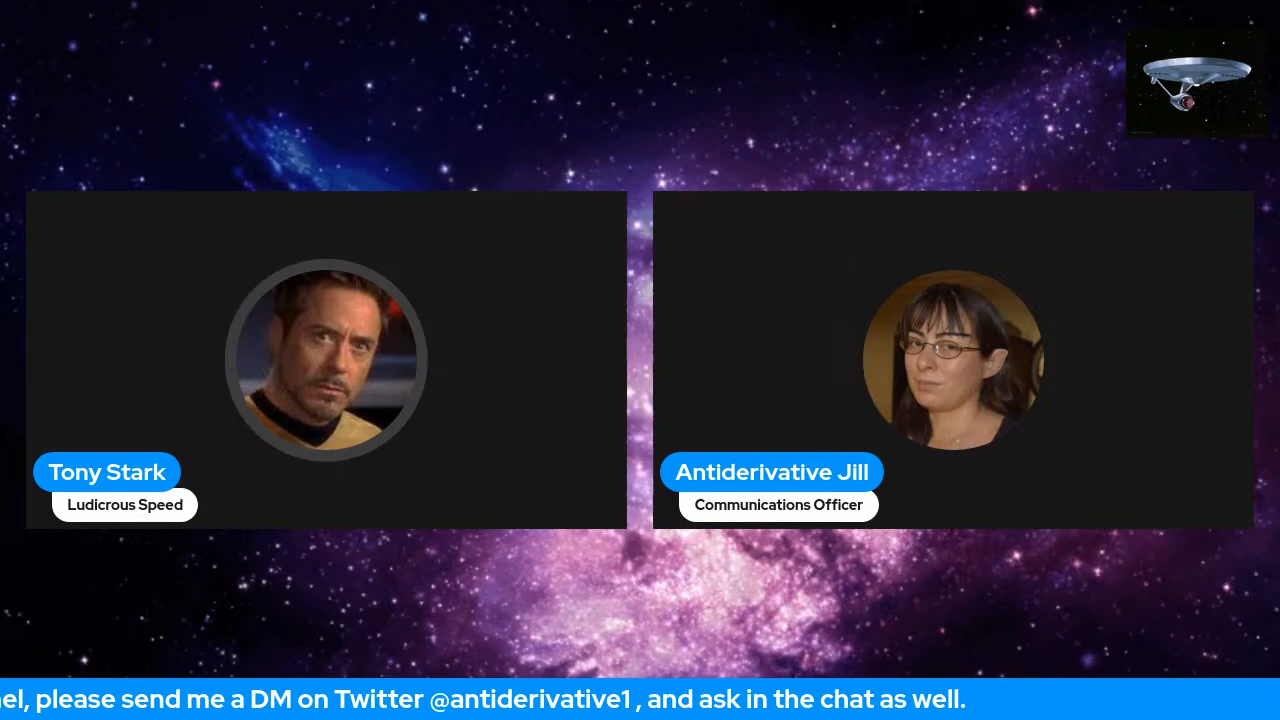 Tony Stark
Ludicrous Speed
Antiderivative Jill
Communications Officer
please send me a DM on Twitter @antiderivative1 , and ask in the chat as well.